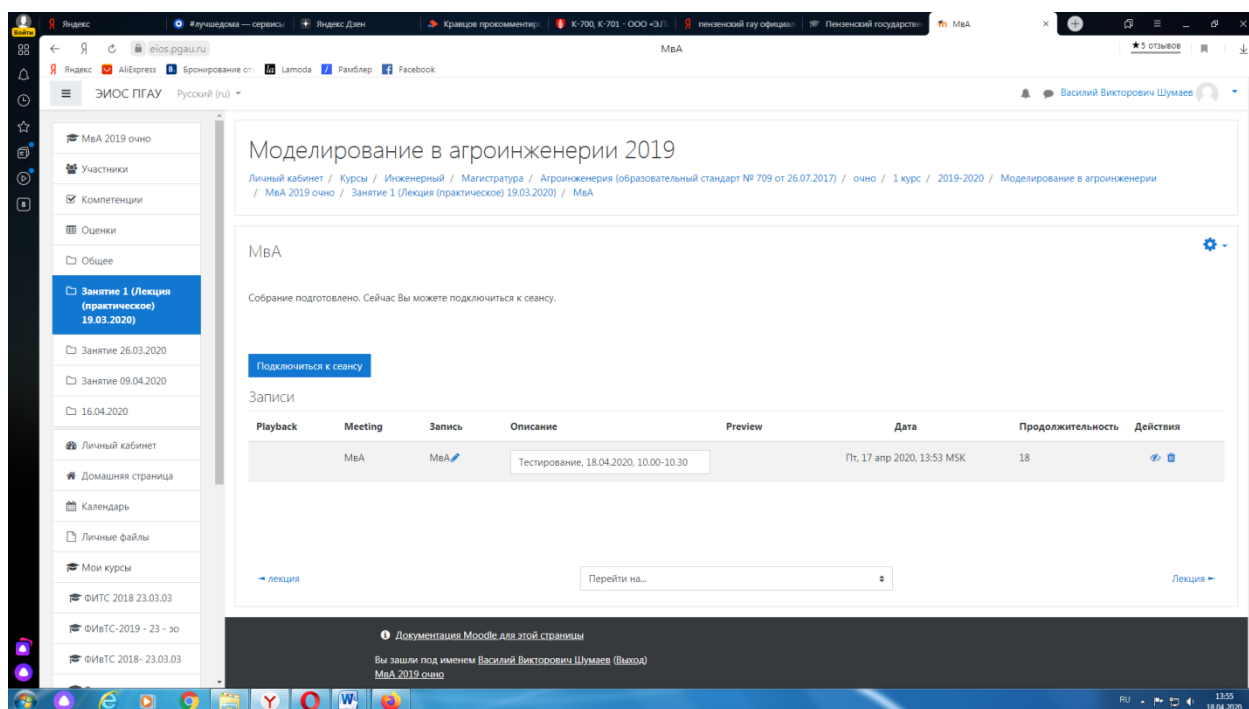 Яндекс
#лучшедома — сервисы
Яндекс Дзен
Кравцов прокомментир
К-700, К-701 - ООО «Э.Л
пензенский гау официал
Пензенский государстве
МвА
Войти
eios.pgau.ru
МвА
★ 5 отзывов
Яндекс
AliExpress
Бронирование от
Lamoda
Рамблер
Facebook
ЭИОС ПГАУ
Русский (ru)
Василий Викторович Шумаев
МвА 2019 очно
Участники
Компетенции
Оценки
Общее
Занятие 1 (Лекция
(практическое)
19.03.2020)
Занятие 26.03.2020
Занятие 09.04.2020
16.04.2020
Личный кабинет
Домашняя страница
Календарь
Личные файлы
Мои курсы
ФИТС 2018 23.03.03
ФИвТС-2019 - 23 - зо
ФИвТС 2018- 23.03.03
Моделирование в агроинженерии 2019
Личный кабинет / Курсы / Инженерный / Магистратура / Агроинженерия (образовательный стандарт № 709 от 26.07.2017) / очно / 1 курс / 2019-2020 / Моделирование в агроинженерии
/ МвА 2019 очно / Занятие 1 (Лекция (практическое) 19.03.2020) / МвА
МвА
Собрание подготовлено. Сейчас Вы можете подключиться к сеансу.
Подключиться к сеансу
Записи
Playback Meeting Запись Описание Preview Дата Продолжительность Действия
МвА МвА Тестирование, 18.04.2020, 10.00-10.30 Пт, 17 апр 2020, 13:53 MSK 18
◄ лекция
Перейти на...
Лекция ►
Документация Moodle для этой страницы
Вы зашли под именем Василий Викторович Шумаев (Выход)
МвА 2019 очно
RU
13:55
18.04.2020